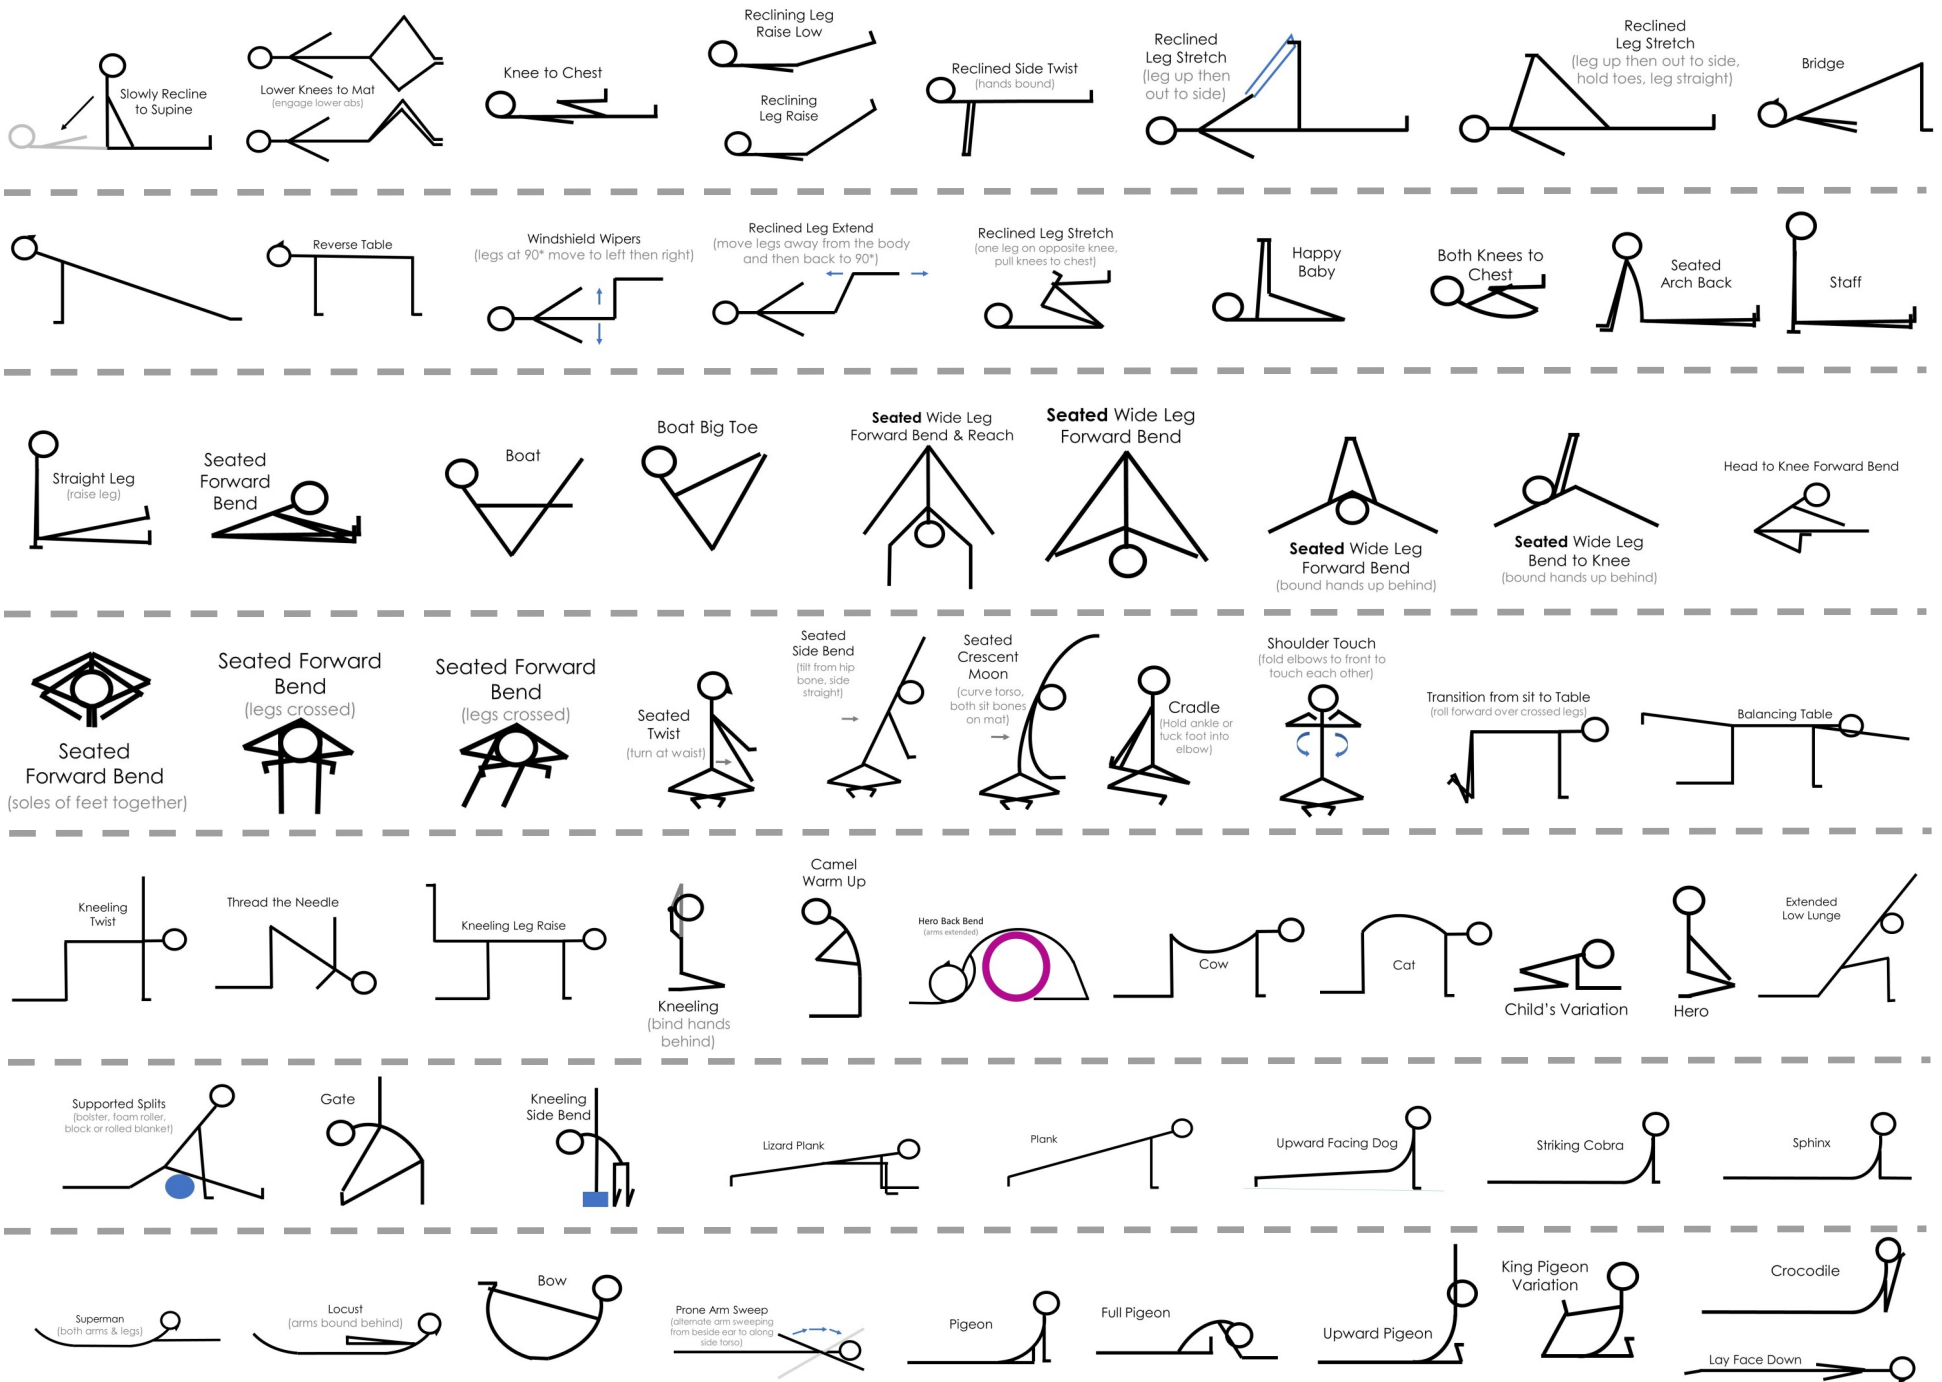 Slowly Recline
to Supine
Lower Knees to Mat
(engage lower abs)
Knee to Chest
Reclining Leg
Raise Low
Reclining
Leg Raise
Reclined Side Twist
(hands bound)
Reclined
Leg Stretch
(leg up then
out to side)
Reclined
Leg Stretch
(leg up then out to side,
hold toes, leg straight)
Bridge
Reverse Table
Windshield Wipers
(legs at 90* move to left then right)
Reclined Leg Extend
(move legs away from the body
and then back to 90*)
Reclined Leg Stretch
(one leg on opposite knee,
pull knees to chest)
Happy
Baby
Both Knees to
Chest
Seated
Arch Back
Staff
Straight Leg
(raise leg)
Seated
Forward
Bend
Boat
Boat Big Toe
Seated Wide Leg
Forward Bend & Reach
Seated Wide Leg
Forward Bend
Seated Wide Leg
Forward Bend
(bound hands up behind)
Seated Wide Leg
Bend to Knee
(bound hands up behind)
Head to Knee Forward Bend
Seated
Forward Bend
(soles of feet together)
Seated Forward
Bend
(legs crossed)
Seated Forward
Bend
(legs crossed)
Seated
Twist
(turn at waist)
Seated
Side Bend
(tilt from hip
bone, side
straight)
Seated
Crescent
Moon
(curve torso,
both sit bones
on mat)
Cradle
(Hold ankle or
tuck foot into
elbow)
Shoulder Touch
(fold elbows to front to
touch each other)
Transition from sit to Table
(roll forward over crossed legs)
Balancing Table
Kneeling
Twist
Thread the Needle
Kneeling Leg Raise
Kneeling
(bind hands
behind)
Camel
Warm Up
Hero Back Bend
(arms extended)
Cow
Cat
Child's Variation
Hero
Extended
Low Lunge
Supported Splits
(bolster, foam roller,
block or rolled blanket)
Gate
Kneeling
Side Bend
Lizard Plank
Plank
Upward Facing Dog
Striking Cobra
Sphinx
Superman
(both arms & legs)
Locust
(arms bound behind)
Bow
Prone Arm Sweep
(alternate arm sweeping
from beside ear to along
side torso)
Pigeon
Full Pigeon
Upward Pigeon
King Pigeon
Variation
Crocodile
Lay Face Down